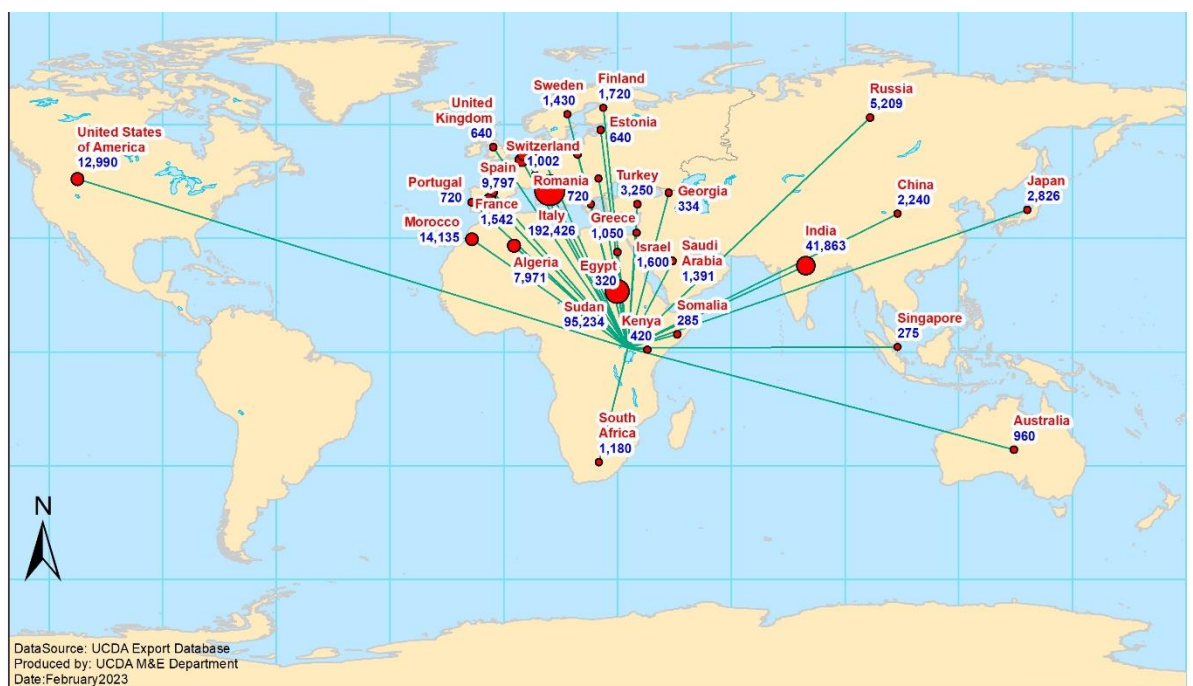 Sweden
1,430
Finland
1,720
Russia
5,209
United
Kingdom
640
Estonia
640
United States
of America
12,990
Switzerland
1,002
Spain
9,797
Portugal
720
Romania
720
Turkey
3,250
Georgia
334
China
2,240
Japan
2,826
France
1,542
Italy
192,426
Greece
1,050
Morocco
14,135
India
41,863
Algeria
7,971
Egypt
320
Israel
1,600
Saudi
Arabia
1,391
Sudan
95,234
Kenya
420
Somalia
285
Singapore
275
South
Africa
1,180
Australia
960
N
DataSource: UCDA Export Database
Produced by: UCDA M&E Department
Date:February2023